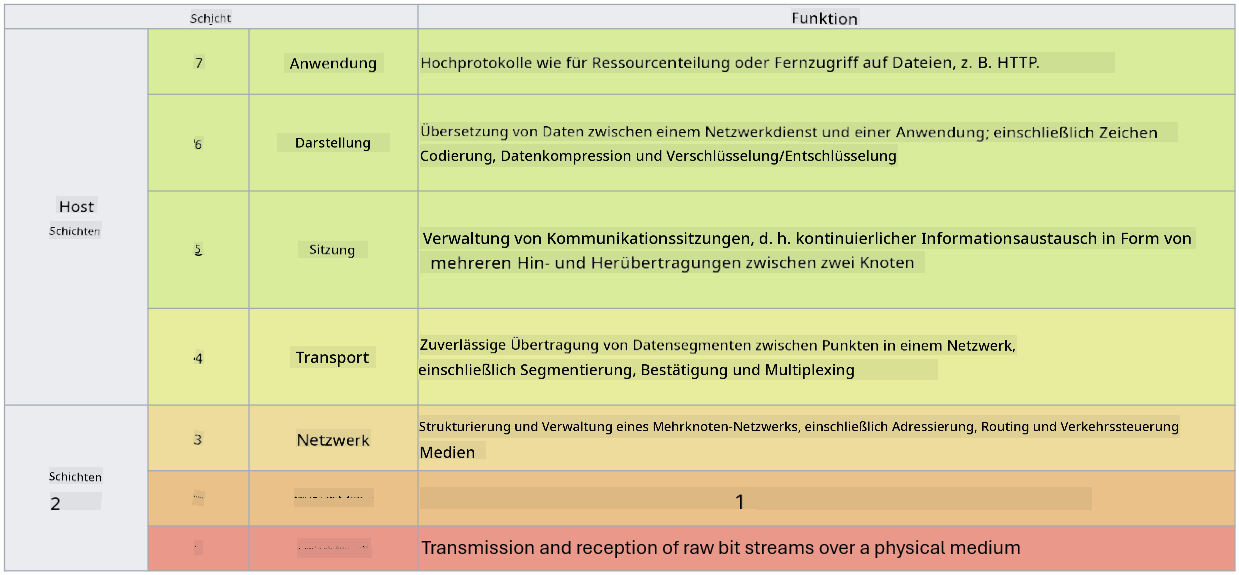 Schicht
Funktion
Host
Schichten
7
Anwendung
Hochprotokolle wie für Ressourcenteilung oder Fernzugriff auf Dateien, z. B. HTTP.
6
Darstellung
Übersetzung von Daten zwischen einem Netzwerkdienst und einer Anwendung; einschließlich Zeichen
Codierung, Datenkompression und Verschlüsselung/Entschlüsselung
5
Sitzung
Verwaltung von Kommunikationssitzungen, d. h. kontinuierlicher Informationsaustausch in Form von
mehreren Hin- und Herübertragungen zwischen zwei Knoten
4
Transport
Zuverlässige Übertragung von Datensegmenten zwischen Punkten in einem Netzwerk,
einschließlich Segmentierung, Bestätigung und Multiplexing
Schichten
2
3
Netzwerk
Strukturierung und Verwaltung eines Mehrknoten-Netzwerks, einschließlich Adressierung, Routing und Verkehrssteuerung
Medien
1
Transmission and reception of raw bit streams over a physical medium